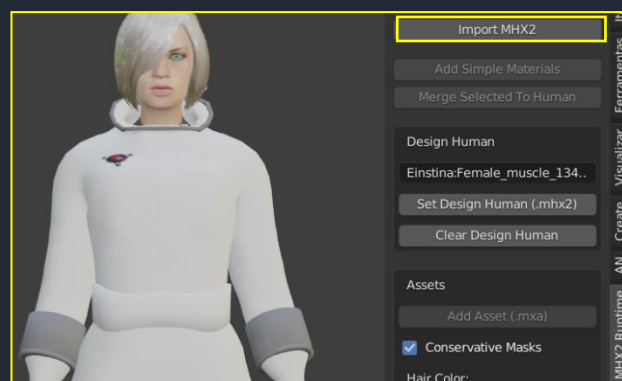 Import MHX2
Add Simple Materials
Merge Selected To Human
Design Human
Einstina:Female_muscle_134..
Set Design Human (.mhx2)
Clear Design Human
Assets
Add Asset (.mxa)
Conservative Masks
Hair Color:
Ferramentas
Visualizar
Create
AN
MHX2 Runtime